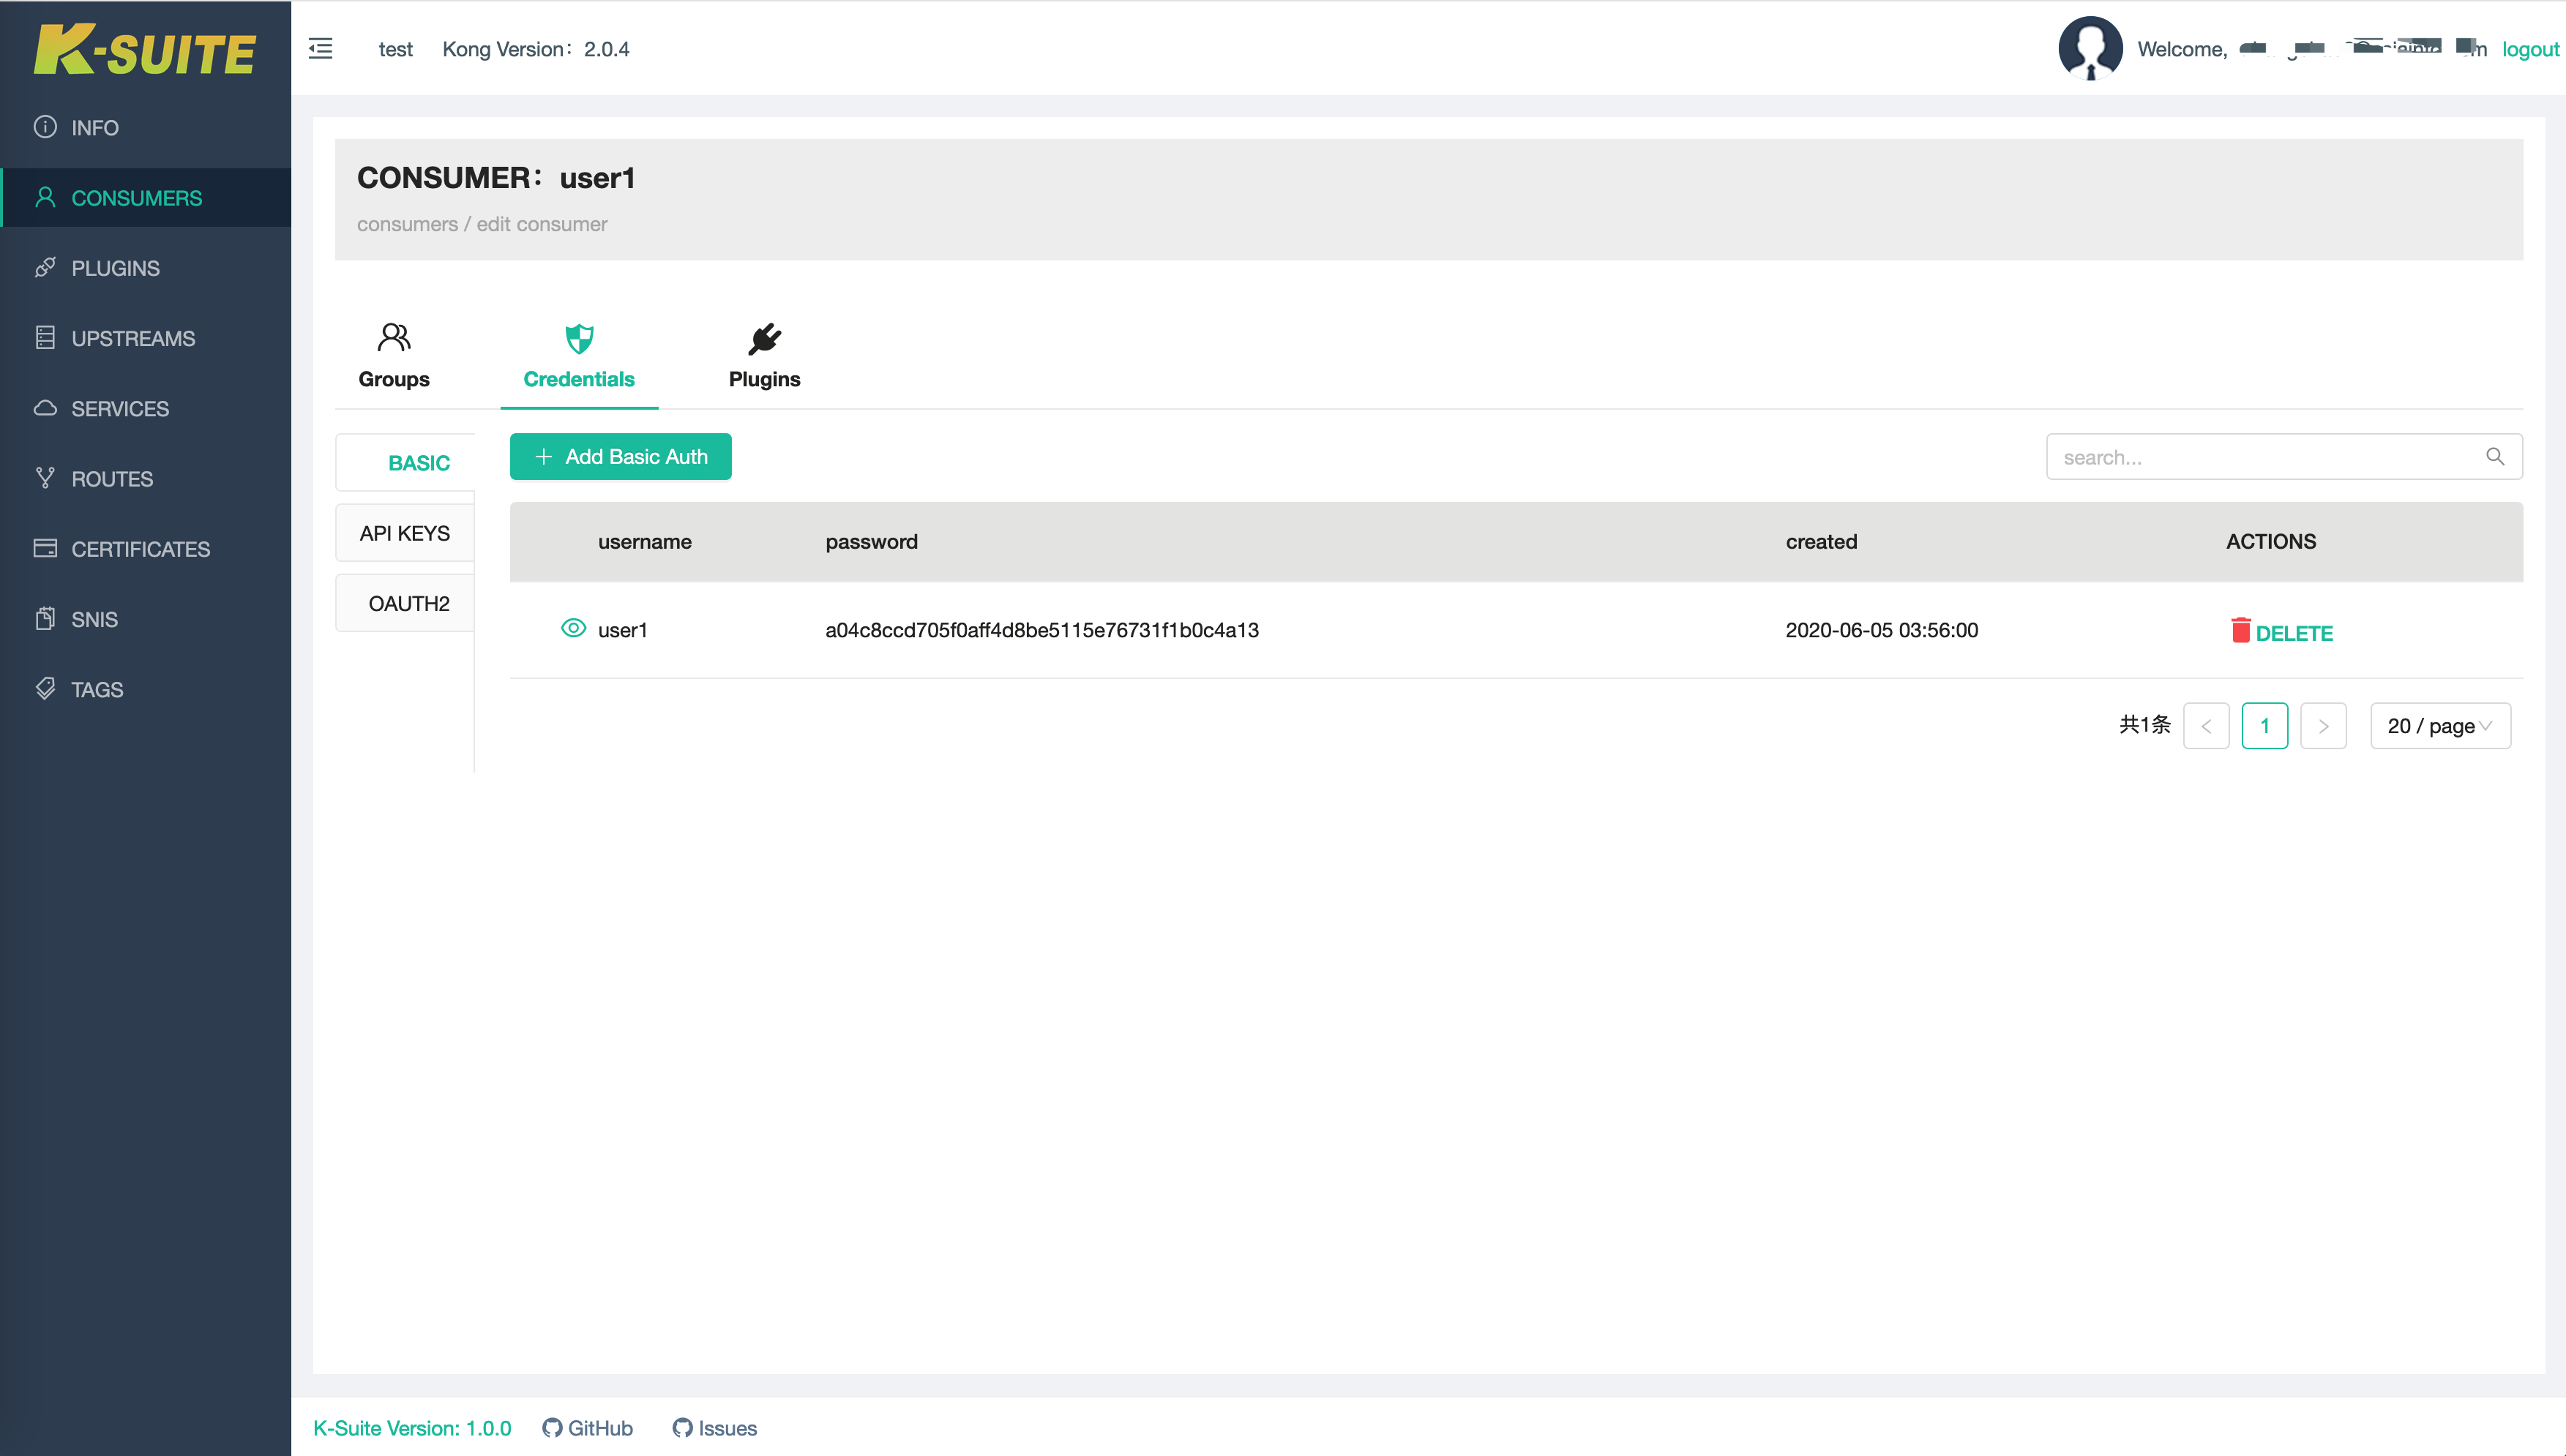 K-SUITE
test Kong Version：2.0.4
Welcome, logout
INFO
CONSUMERS
PLUGINS
UPSTREAMS
SERVICES
ROUTES
CERTIFICATES
SNIS
TAGS
CONSUMER：user1
consumers / edit consumer
Groups Credentials Plugins
BASIC
API KEYS
OAUTH2
+ Add Basic Auth search...
username password created ACTIONS
user1 a04c8ccd705f0aff4d8be5115e76731f1b0c4a13 2020-06-05 03:56:00 DELETE
共1条 < 1 > 20 / page
K-Suite Version: 1.0.0 GitHub Issues